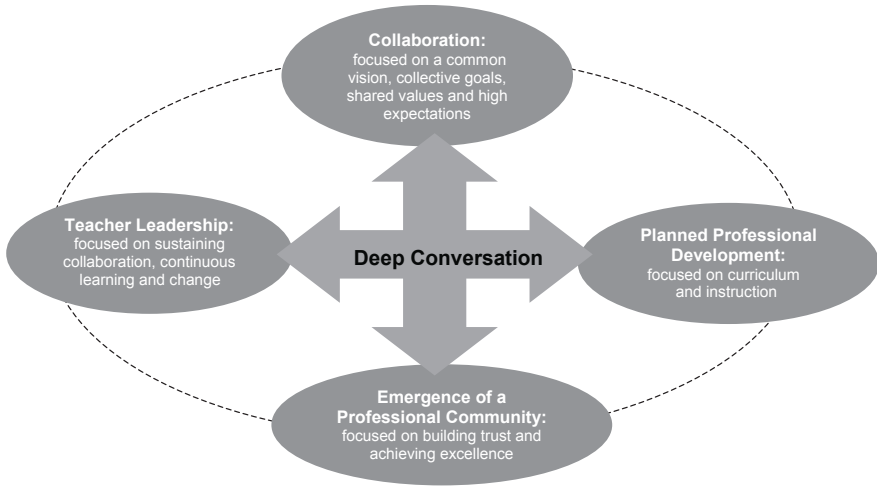 Collaboration:
focused on a common
vision, collective goals,
shared values and high
expectations
Teacher Leadership:
focused on sustaining
collaboration, continuous
learning and change
Deep Conversation
Planned Professional
Development:
focused on curriculum
and instruction
Emergence of a
Professional Community:
focused on building trust and
achieving excellence